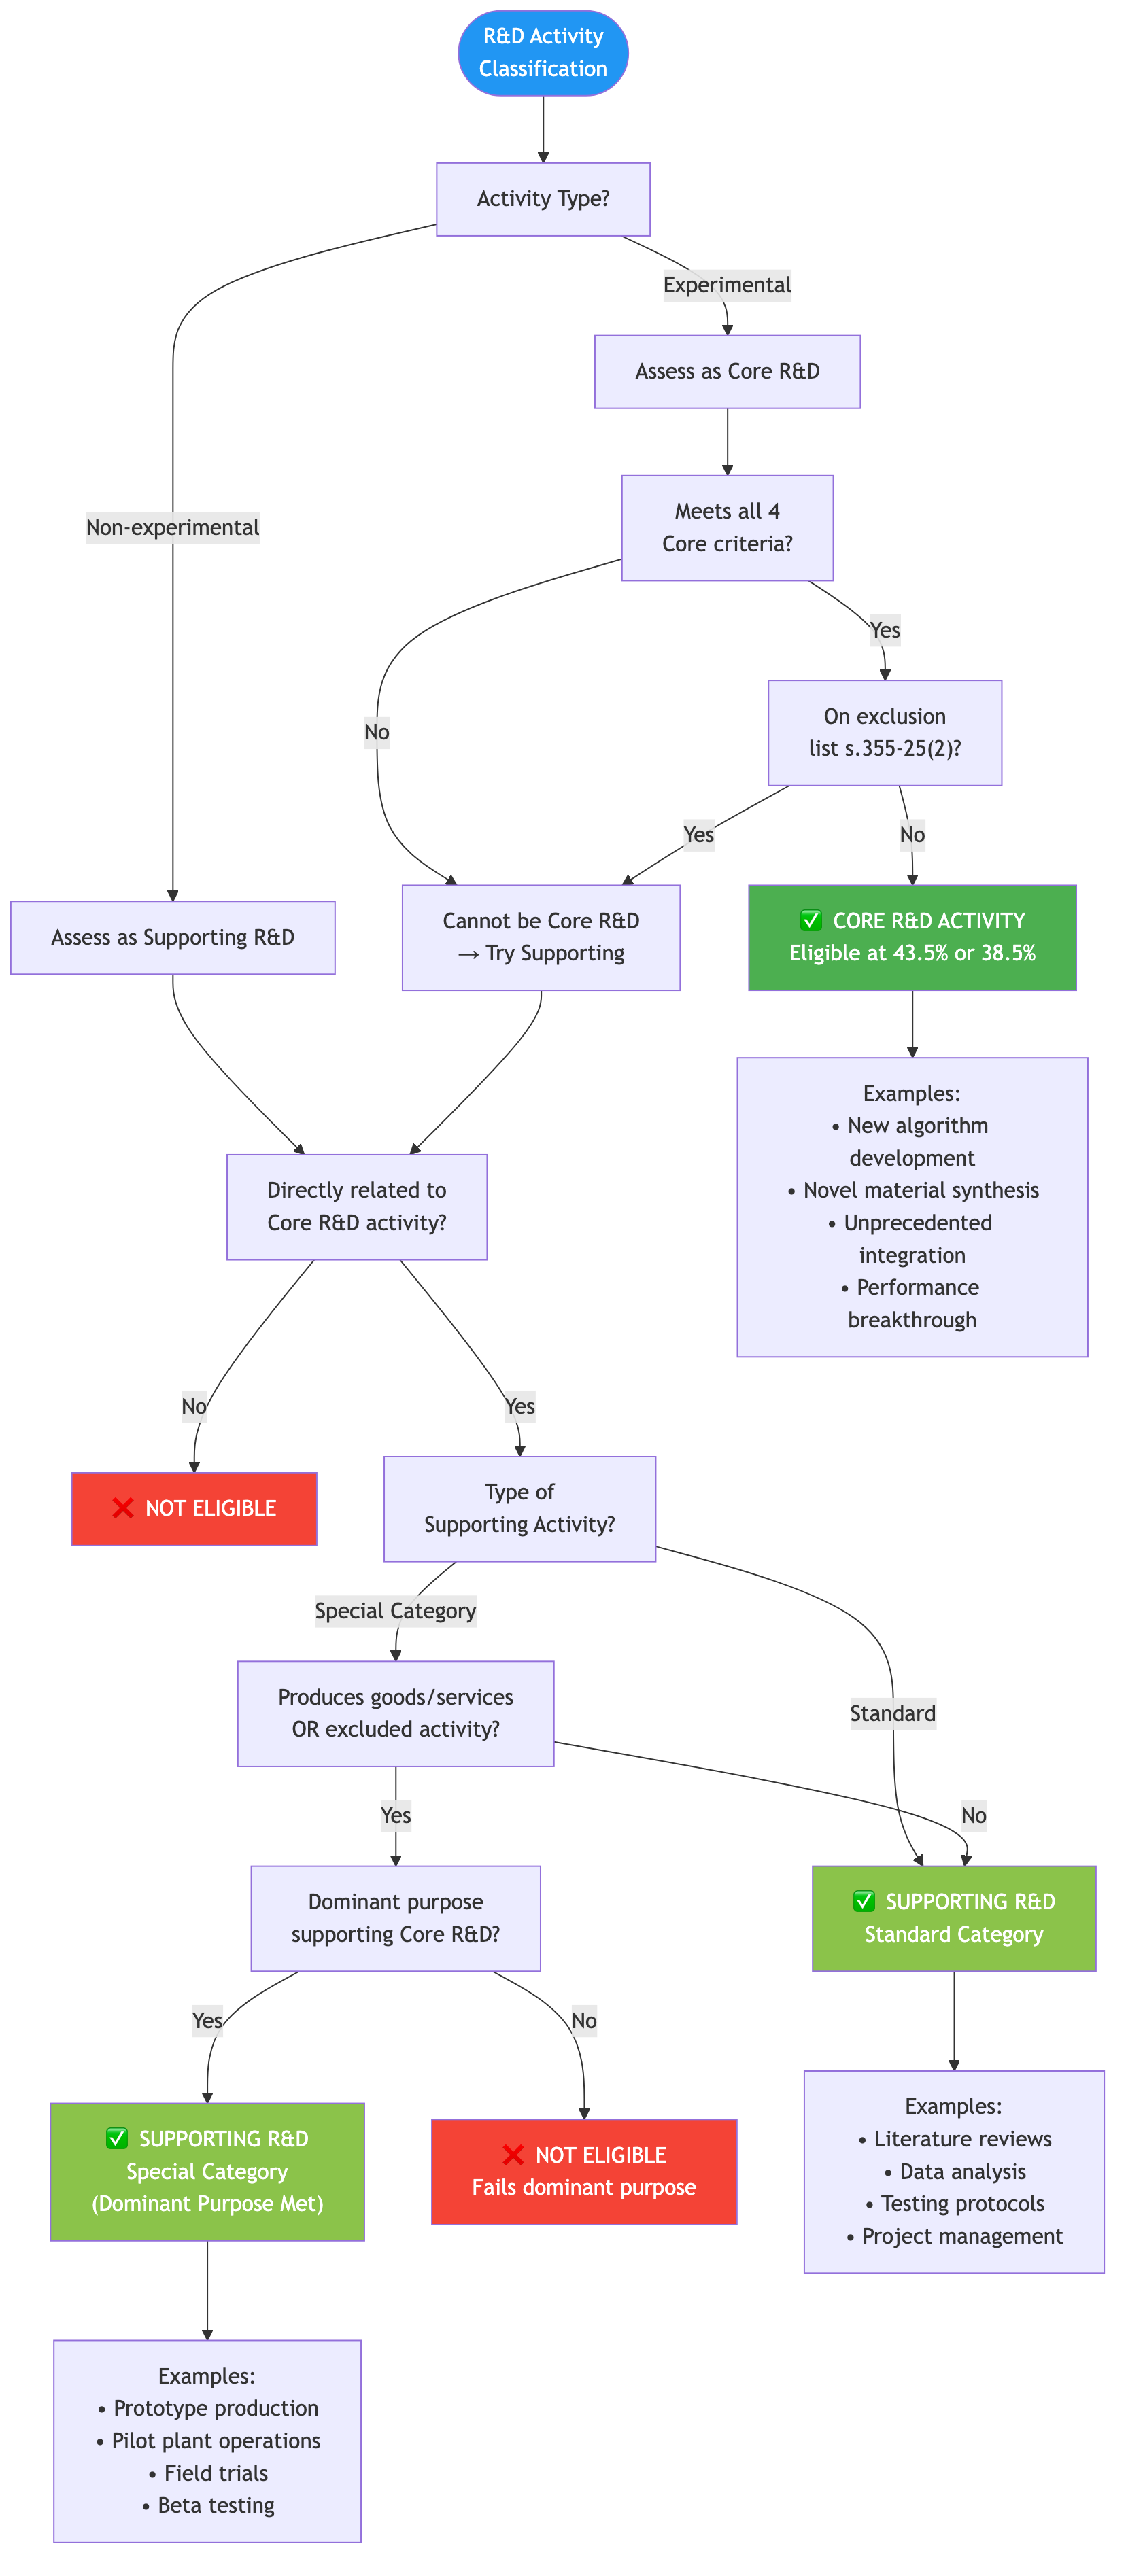 R&D Activity
Classification
Activity Type?
Experimental
Assess as Core R&D
Meets all 4
Core criteria?
Non-experimental
Yes
No
On exclusion
list s.355-25(2)?
Yes
No
Assess as Supporting R&D
Cannot be Core R&D
→ Try Supporting
✅ CORE R&D ACTIVITY
Eligible at 43.5% or 38.5%
Examples:
• New algorithm
development
• Novel material synthesis
• Unprecedented
integration
• Performance
breakthrough
Directly related to
Core R&D activity?
No
Yes
❌ NOT ELIGIBLE
Type of
Supporting Activity?
Special Category
Standard
Produces goods/services
OR excluded activity?
Yes
No
Dominant purpose
supporting Core R&D?
✅ SUPPORTING R&D
Standard Category
Yes
No
✅ SUPPORTING R&D
Special Category
(Dominant Purpose Met)
❌ NOT ELIGIBLE
Fails dominant purpose
Examples:
• Literature reviews
• Data analysis
• Testing protocols
• Project management
Examples:
• Prototype production
• Pilot plant operations
• Field trials
• Beta testing